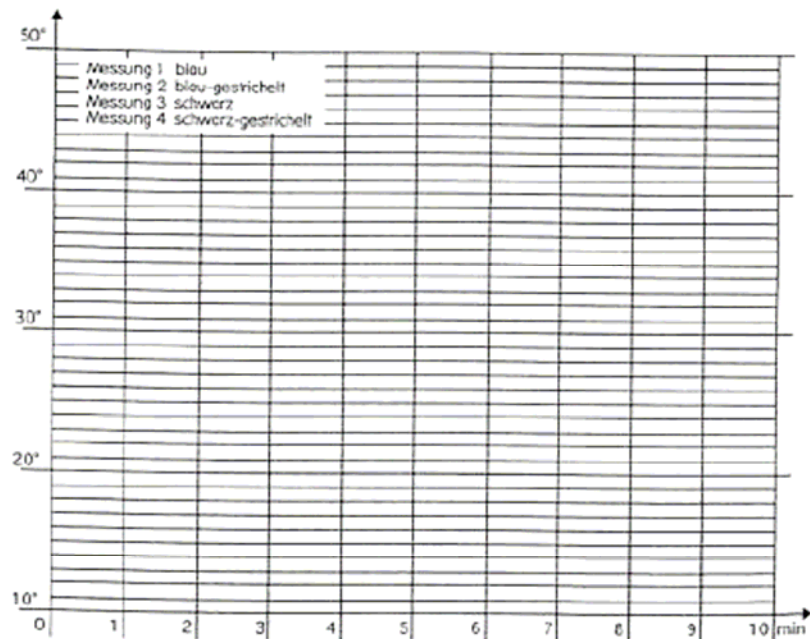 50°
Messung 1 blau
Messung 2 blau-gestrichelt
Messung 3 schwarz
Messung 4 schwarz-gestrichelt
40°
30°
20°
10°
0 1 2 3 4 5 6 7 8 9 10 min